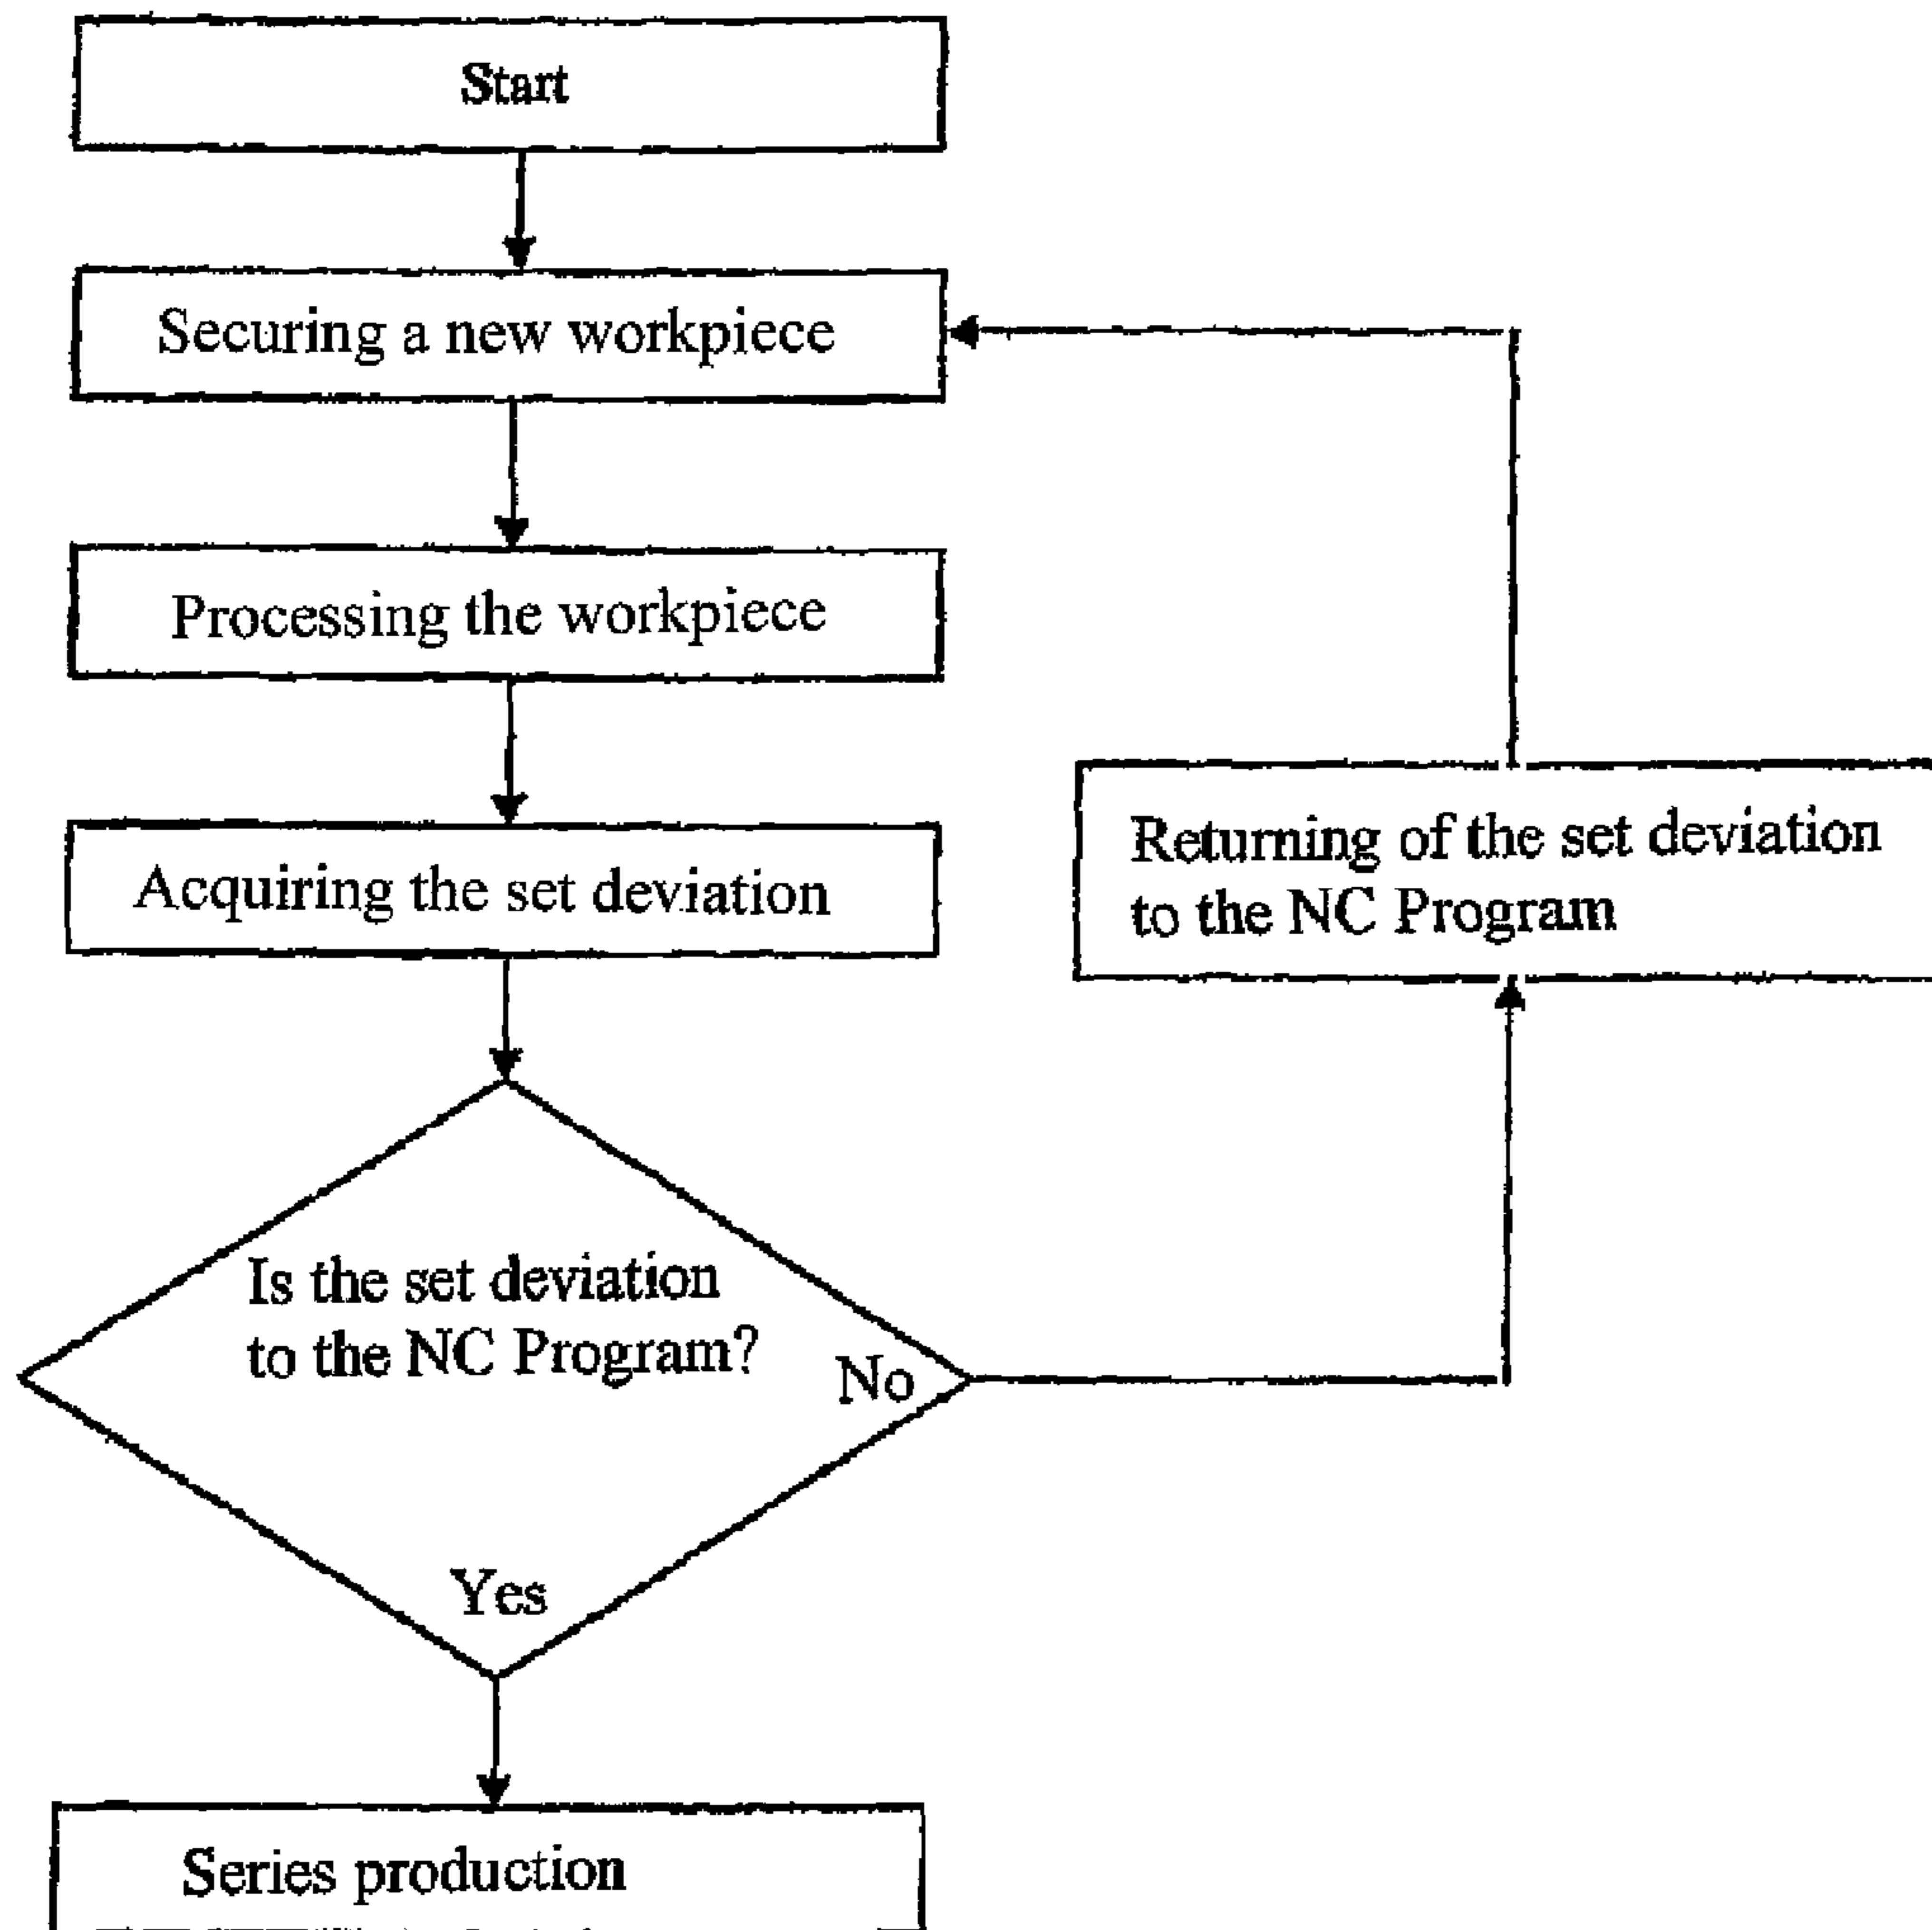 Start
Securing a new workpiece
Processing the workpiece
Acquiring the set deviation
Returning of the set deviation
to the NC Program
Is the set deviation
to the NC Program?
No
Yes
Series production